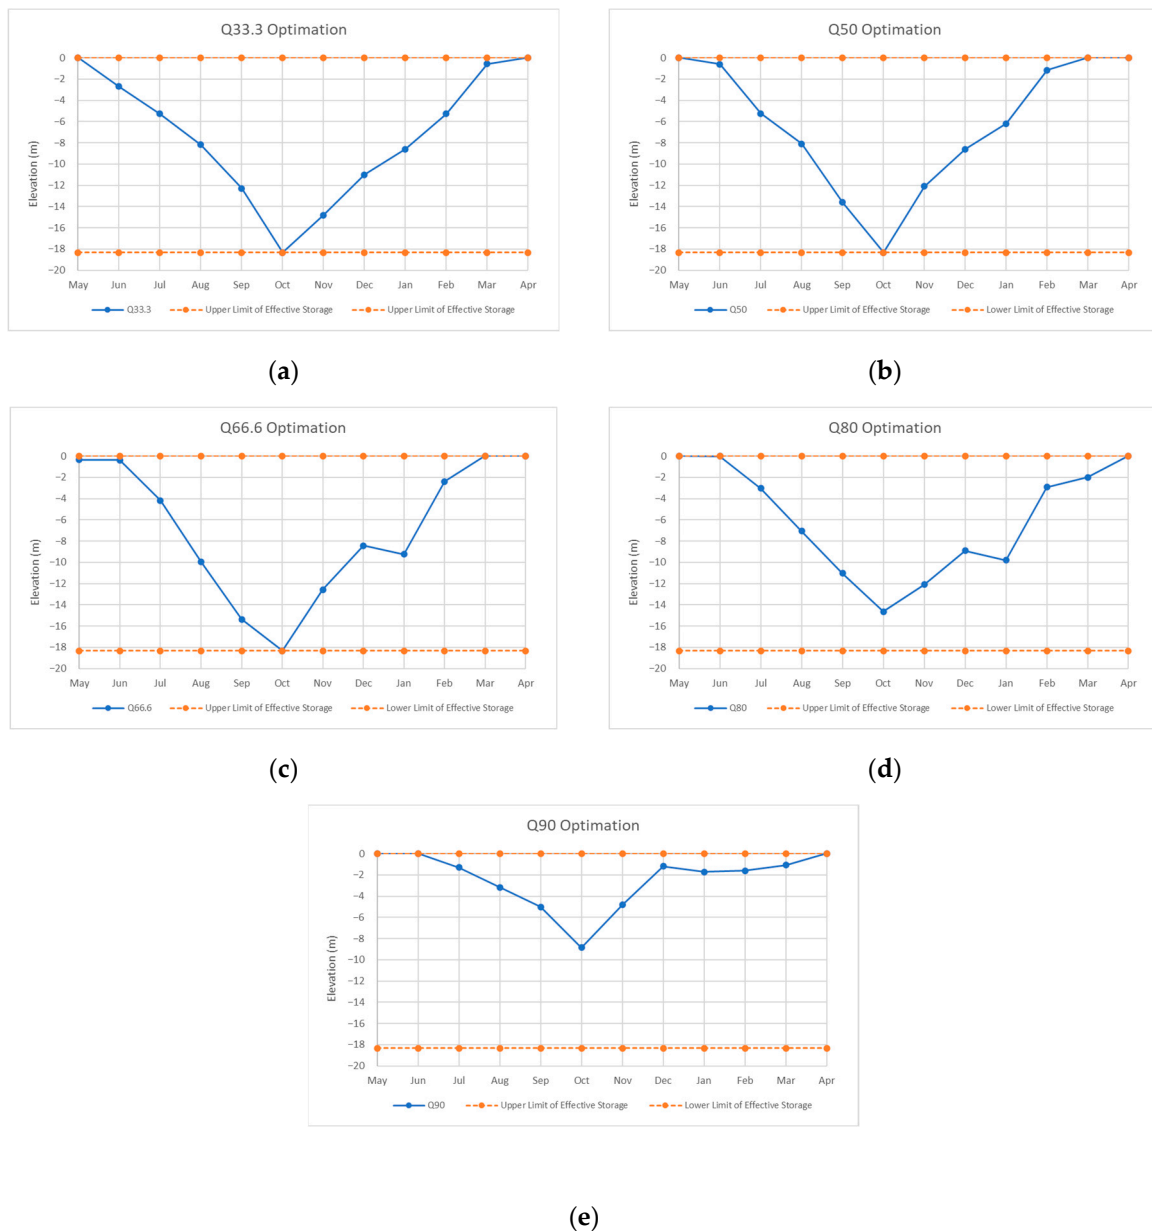 Q33.3 Optimation
Elevation (m)
0
−2
−4
−6
−8
−10
−12
−14
−16
−18
−20
May Jun Jul Aug Sep Oct Nov Dec Jan Feb Mar Apr
Q33.3 Upper Limit of Effective Storage Upper Limit of Effective Storage
(a)
Q50 Optimation
Elevation (m)
0
−2
−4
−6
−8
−10
−12
−14
−16
−18
−20
May Jun Jul Aug Sep Oct Nov Dec Jan Feb Mar Apr
Q50 Upper Limit of Effective Storage Lower Limit of Effective Storage
(b)
Q66.6 Optimation
Elevation (m)
0
−2
−4
−6
−8
−10
−12
−14
−16
−18
−20
May Jun Jul Aug Sep Oct Nov Dec Jan Feb Mar Apr
Q66.6 Upper Limit of Effective Storage Lower Limit of Effective Storage
(c)
Q80 Optimation
Elevation (m)
0
−2
−4
−6
−8
−10
−12
−14
−16
−18
−20
May Jun Jul Aug Sep Oct Nov Dec Jan Feb Mar Apr
Q80 Upper Limit of Effective Storage Lower Limit of Effective Storage
(d)
Q90 Optimation
Elevation (m)
0
−2
−4
−6
−8
−10
−12
−14
−16
−18
−20
May Jun Jul Aug Sep Oct Nov Dec Jan Feb Mar Apr
Q90 Upper Limit of Effective Storage Lower Limit of Effective Storage
(e)